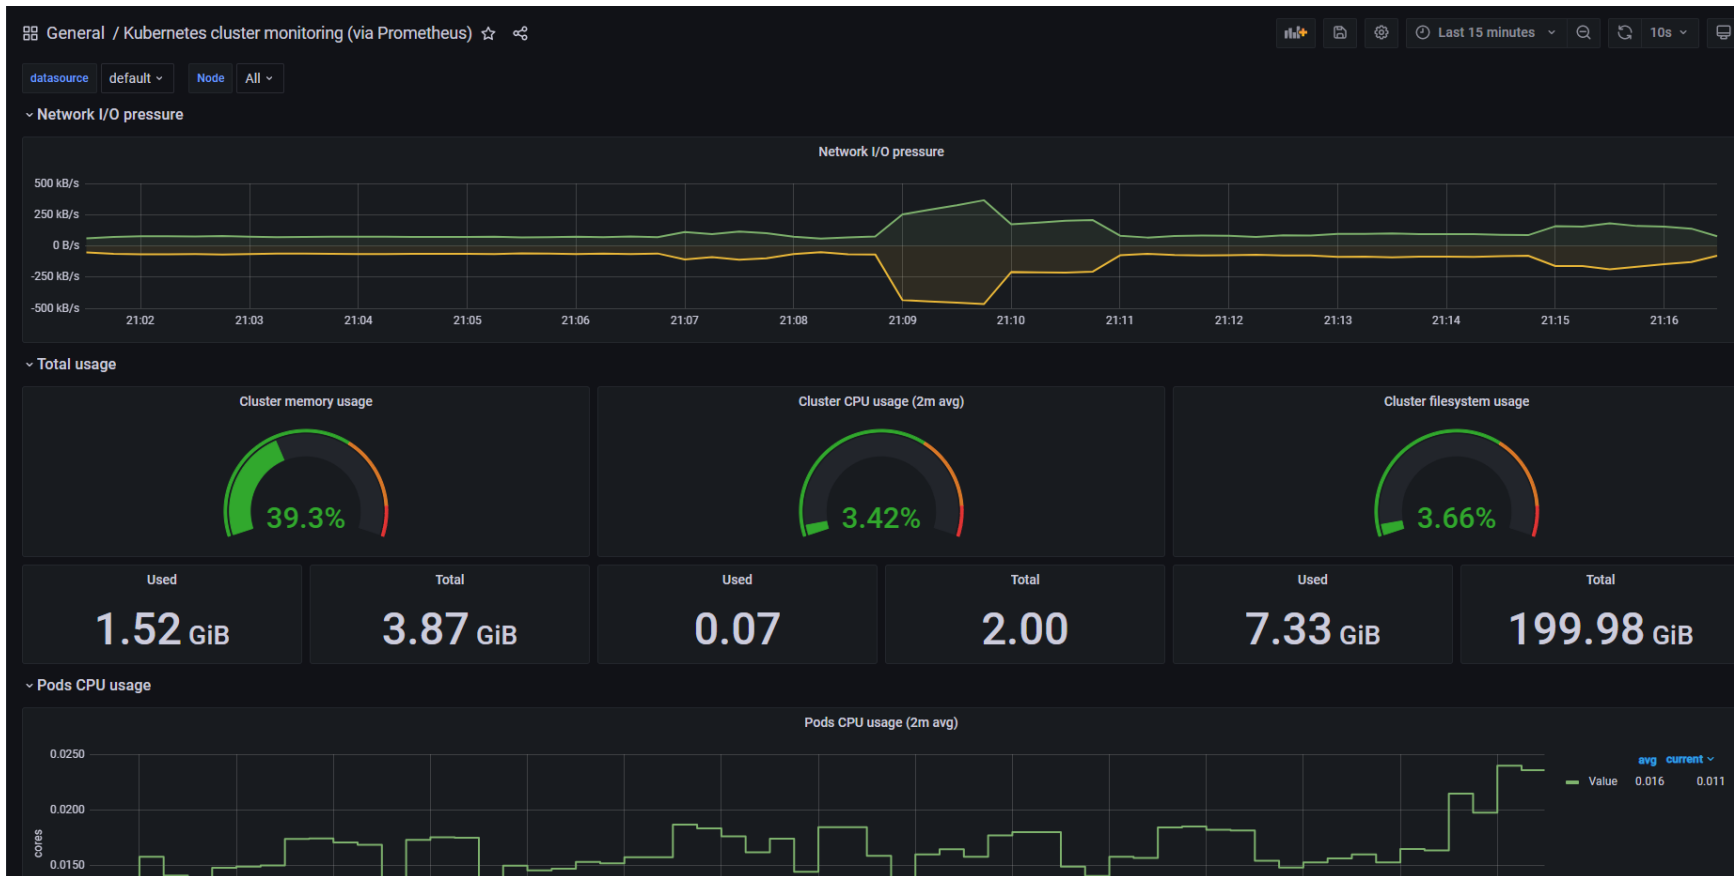 General / Kubernetes cluster monitoring (via Prometheus)
Last 15 minutes
10s
datasource default Node All
Network I/O pressure
Network I/O pressure
500 kB/s
250 kB/s
0 B/s
-250 kB/s
-500 kB/s
21:02 21:03 21:04 21:05 21:06 21:07 21:08 21:09 21:10 21:11 21:12 21:13 21:14 21:15 21:16
Total usage
Cluster memory usage
39.3%
Cluster CPU usage (2m avg)
3.42%
Cluster filesystem usage
3.66%
Used
1.52 GiB
Total
3.87 GiB
Used
0.07
Total
2.00
Used
7.33 GiB
Total
199.98 GiB
Pods CPU usage
Pods CPU usage (2m avg)
0.0250
0.0200
0.0150
cores
avg current
Value 0.016 0.011